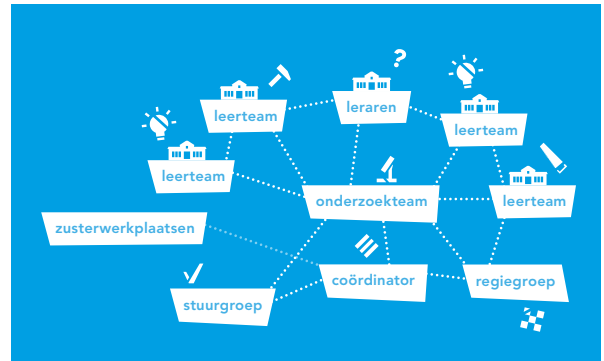 leerteam
leraren
leerteam
leerteam
onderzoekteam
leerteam
zusterwerkplaatsen
stuurgroep
coördinator
regiegroep